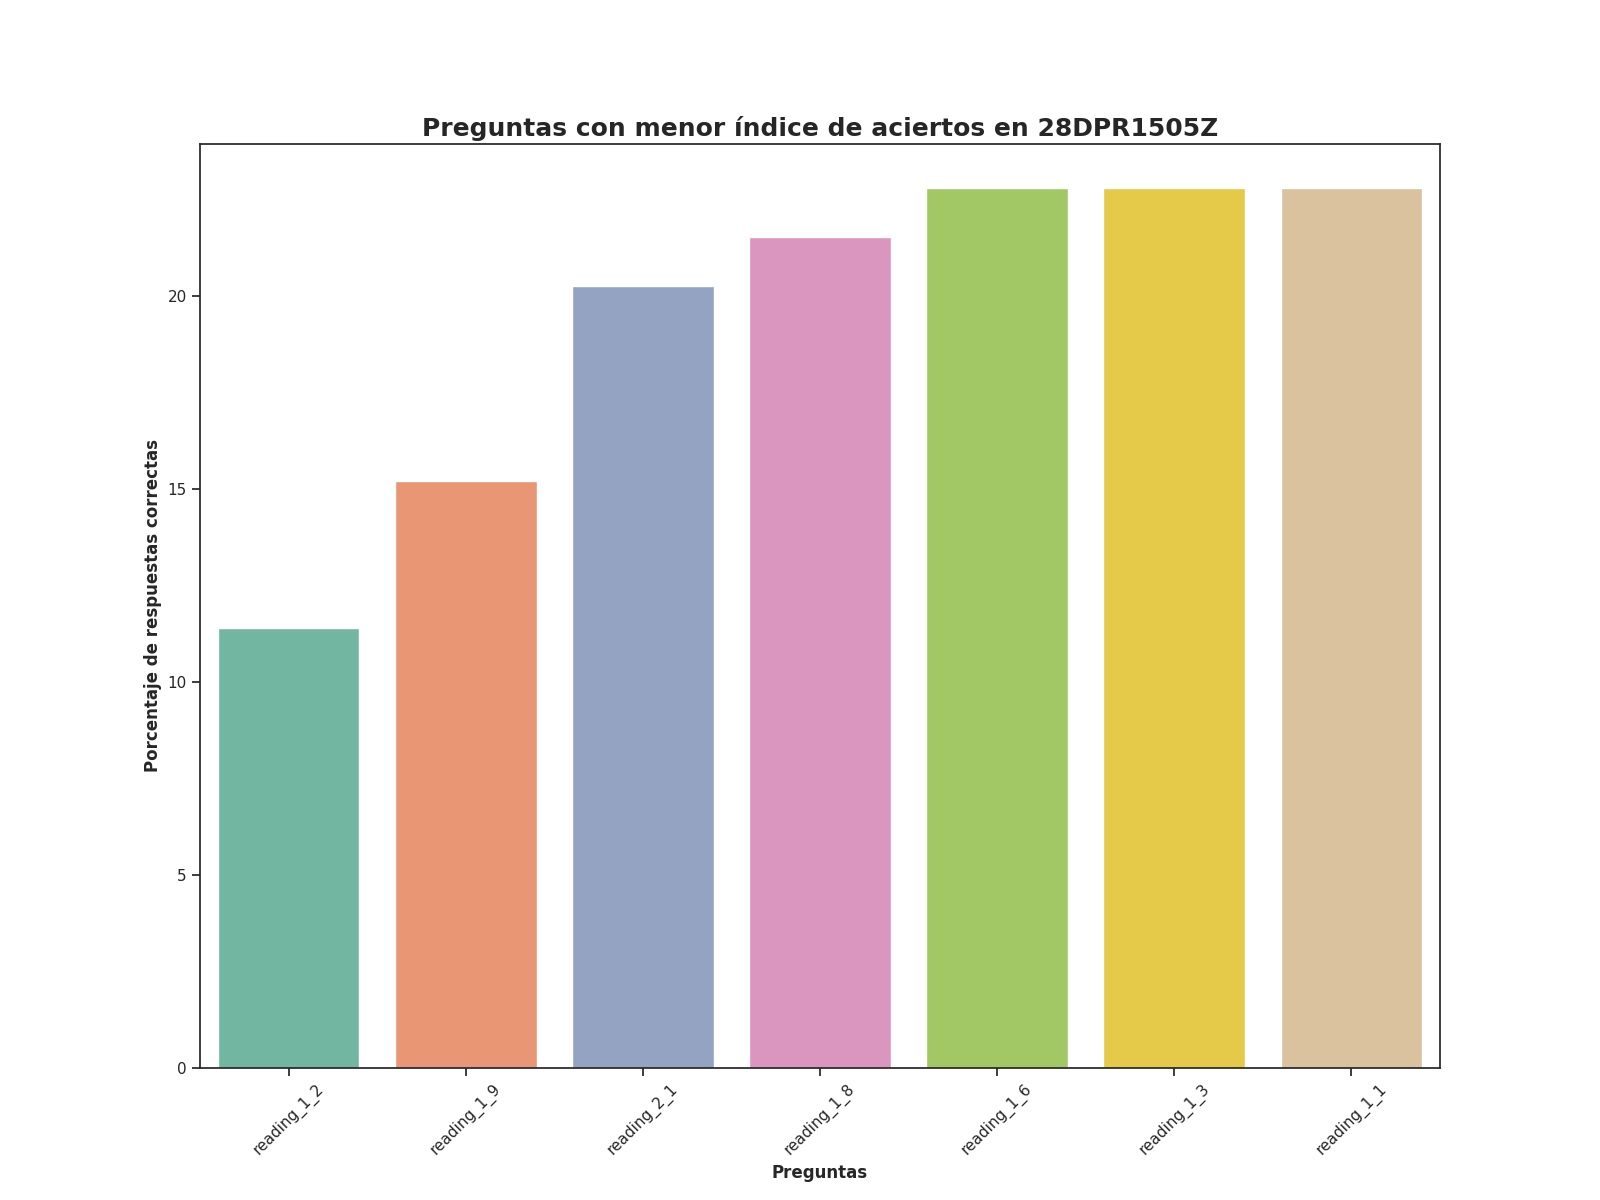 Preguntas con menor índice de aciertos en 28DPR1505Z
Porcentaje de respuestas correctas
20
15
10
5
0
reading_1_2
reading_1_9
reading_2_1
reading_1_8
reading_1_6
reading_1_3
reading_1_1
Preguntas